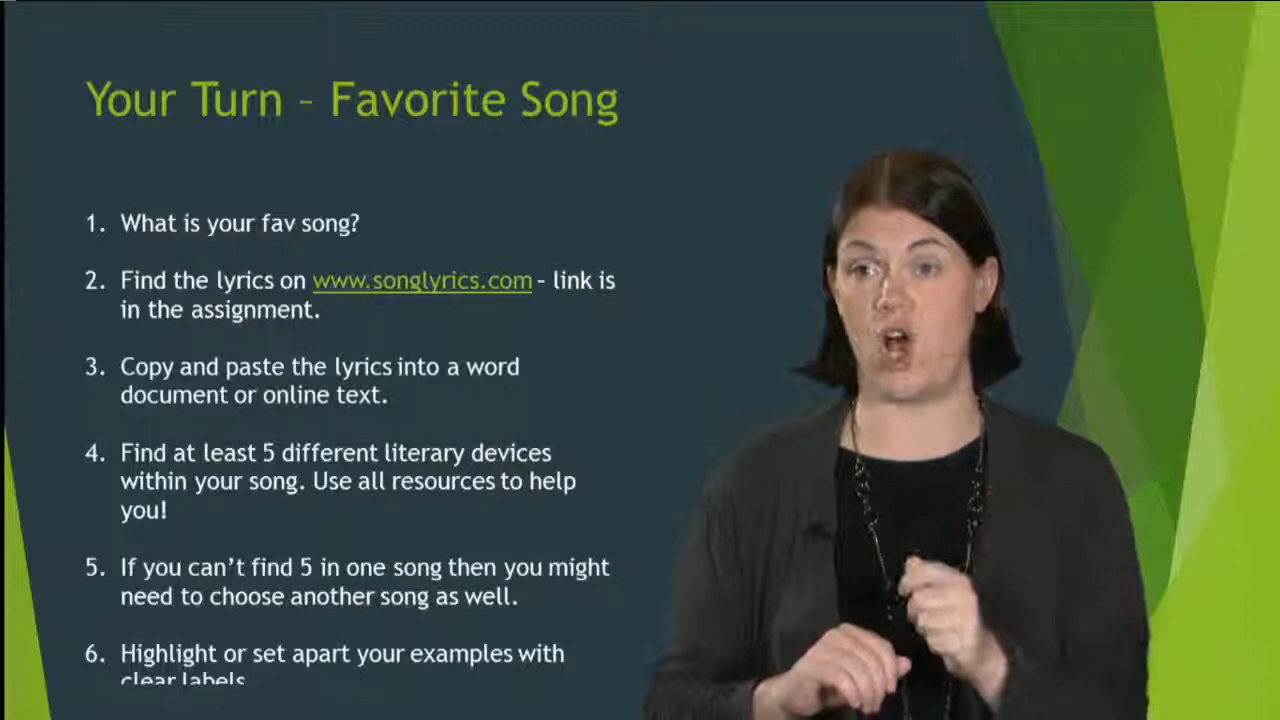 Your Turn – Favorite Song
1. What is your fav song?
2. Find the lyrics on www.songlyrics.com – link is
in the assignment.
3. Copy and paste the lyrics into a word
document or online text.
4. Find at least 5 different literary devices
within your song. Use all resources to help
you!
5. If you can't find 5 in one song then you might
need to choose another song as well.
6. Highlight or set apart your examples with
clear labels